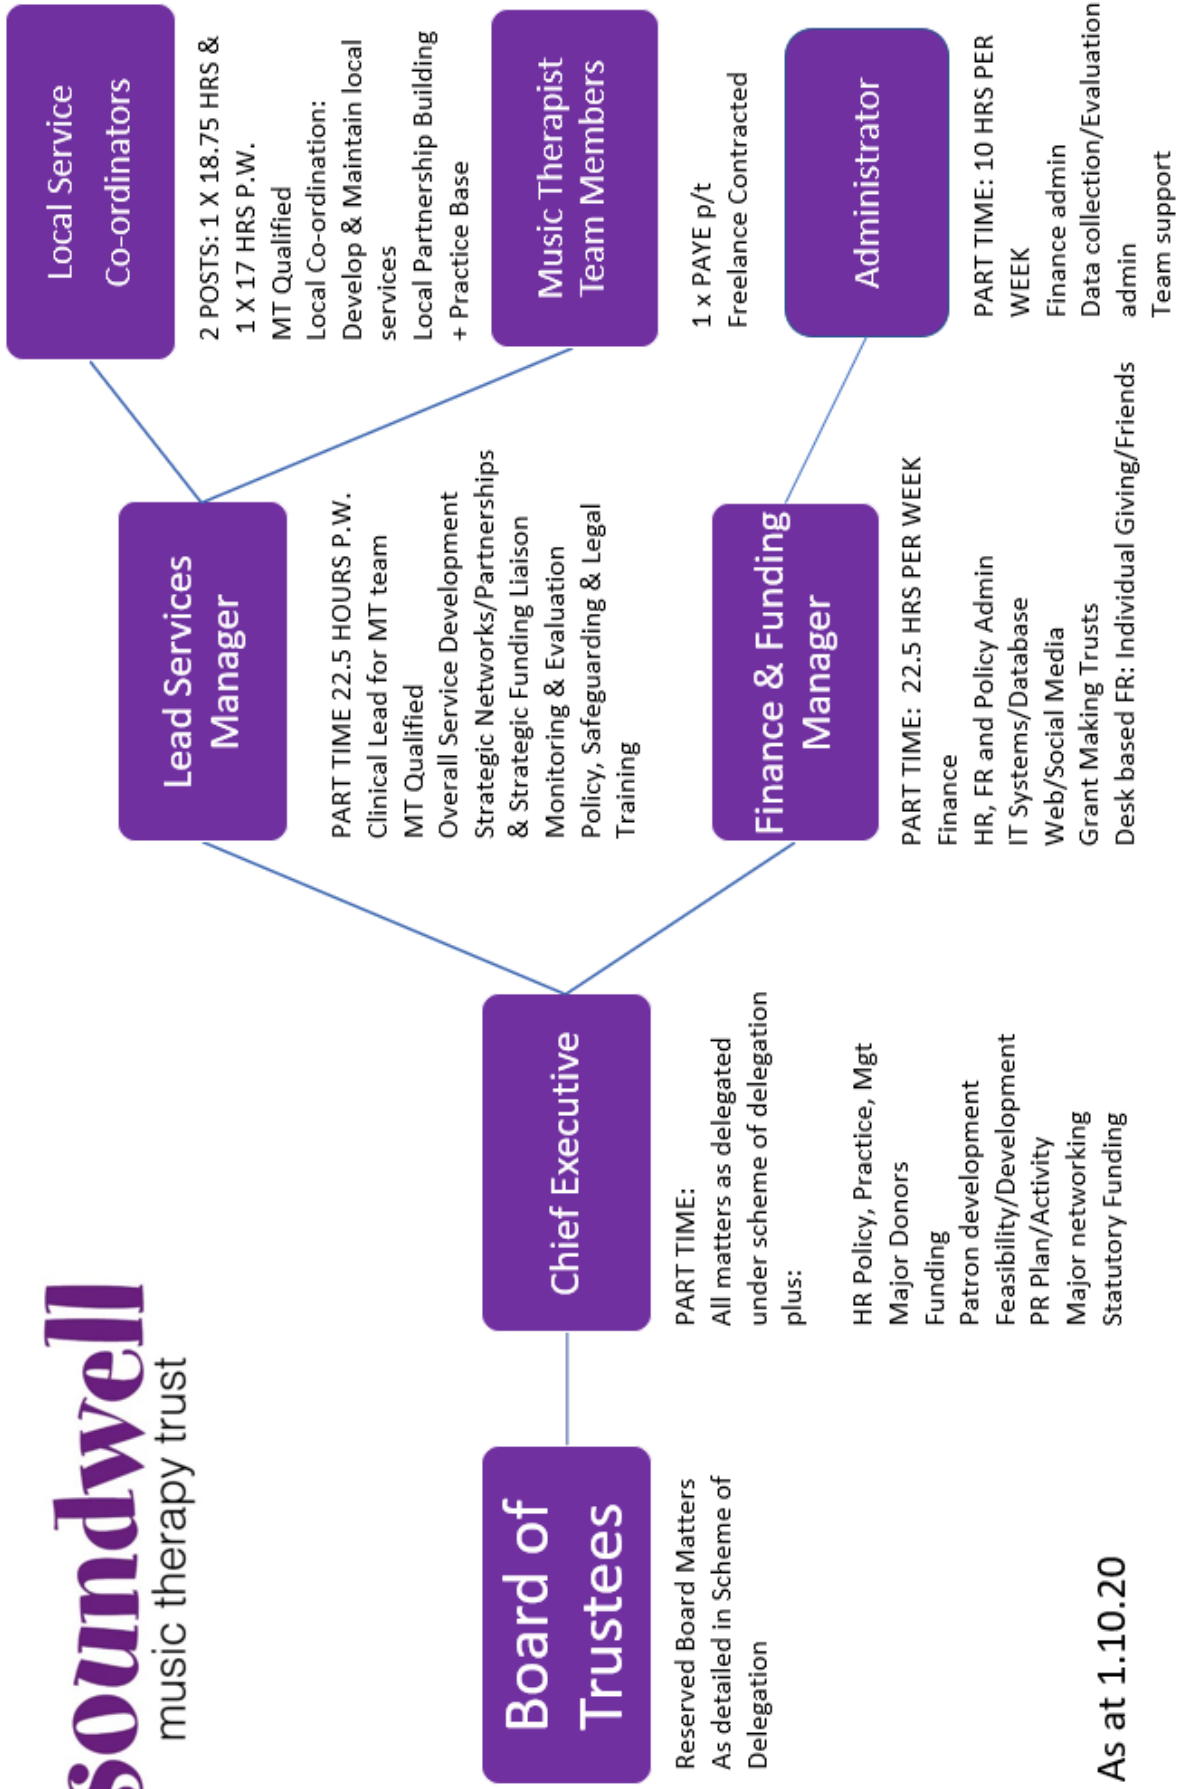 Soundwell
music therapy trust
Board of
Trustees
Reserved Board Matters
As detailed in Scheme of
Delegation
As at 1.10.20
Chief Executive
PART TIME:
All matters as delegated
under scheme of delegation
plus:
HR Policy, Practice, Mgt
Major Donors
Funding
Patron development
Feasibility/Development
PR Plan/Activity
Major networking
Statutory Funding
Lead Services
Manager
PART TIME 22.5 HOURS P.W.
Clinical Lead for MT team
MT Qualified
Overall Service Development
Strategic Networks/Partnerships
& Strategic Funding Liaison
Monitoring & Evaluation
Policy, Safeguarding & Legal
Training
Finance & Funding
Manager
PART TIME: 22.5 HRS PER WEEK
Finance
HR, FR and Policy Admin
IT Systems/Database
Web/Social Media
Grant Making Trusts
Desk based FR: Individual Giving/Friends
Local Service
Co-ordinators
2 POSTS: 1 X 18.75 HRS &
1 X 17 HRS P.W.
MT Qualified
Local Co-ordination:
Develop & Maintain local
services
Local Partnership Building
+ Practice Base
Music Therapist
Team Members
1 x PAYE p/t
Freelance Contracted
Administrator
PART TIME: 10 HRS PER
WEEK
Finance admin
Data collection/Evaluation
admin
Team support